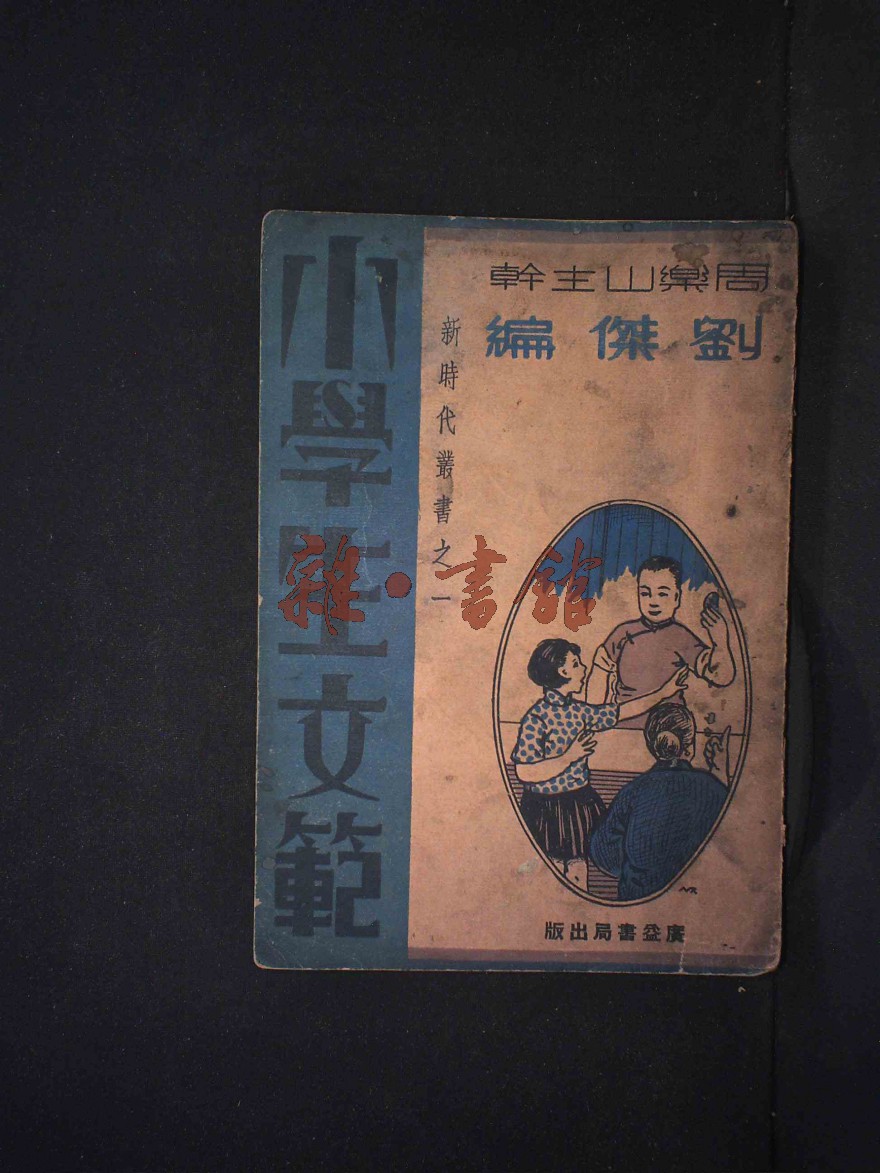 周樂山主幹
劉傑編
新時代叢書之一
小學生文範
雜·書館
廣益書局出版